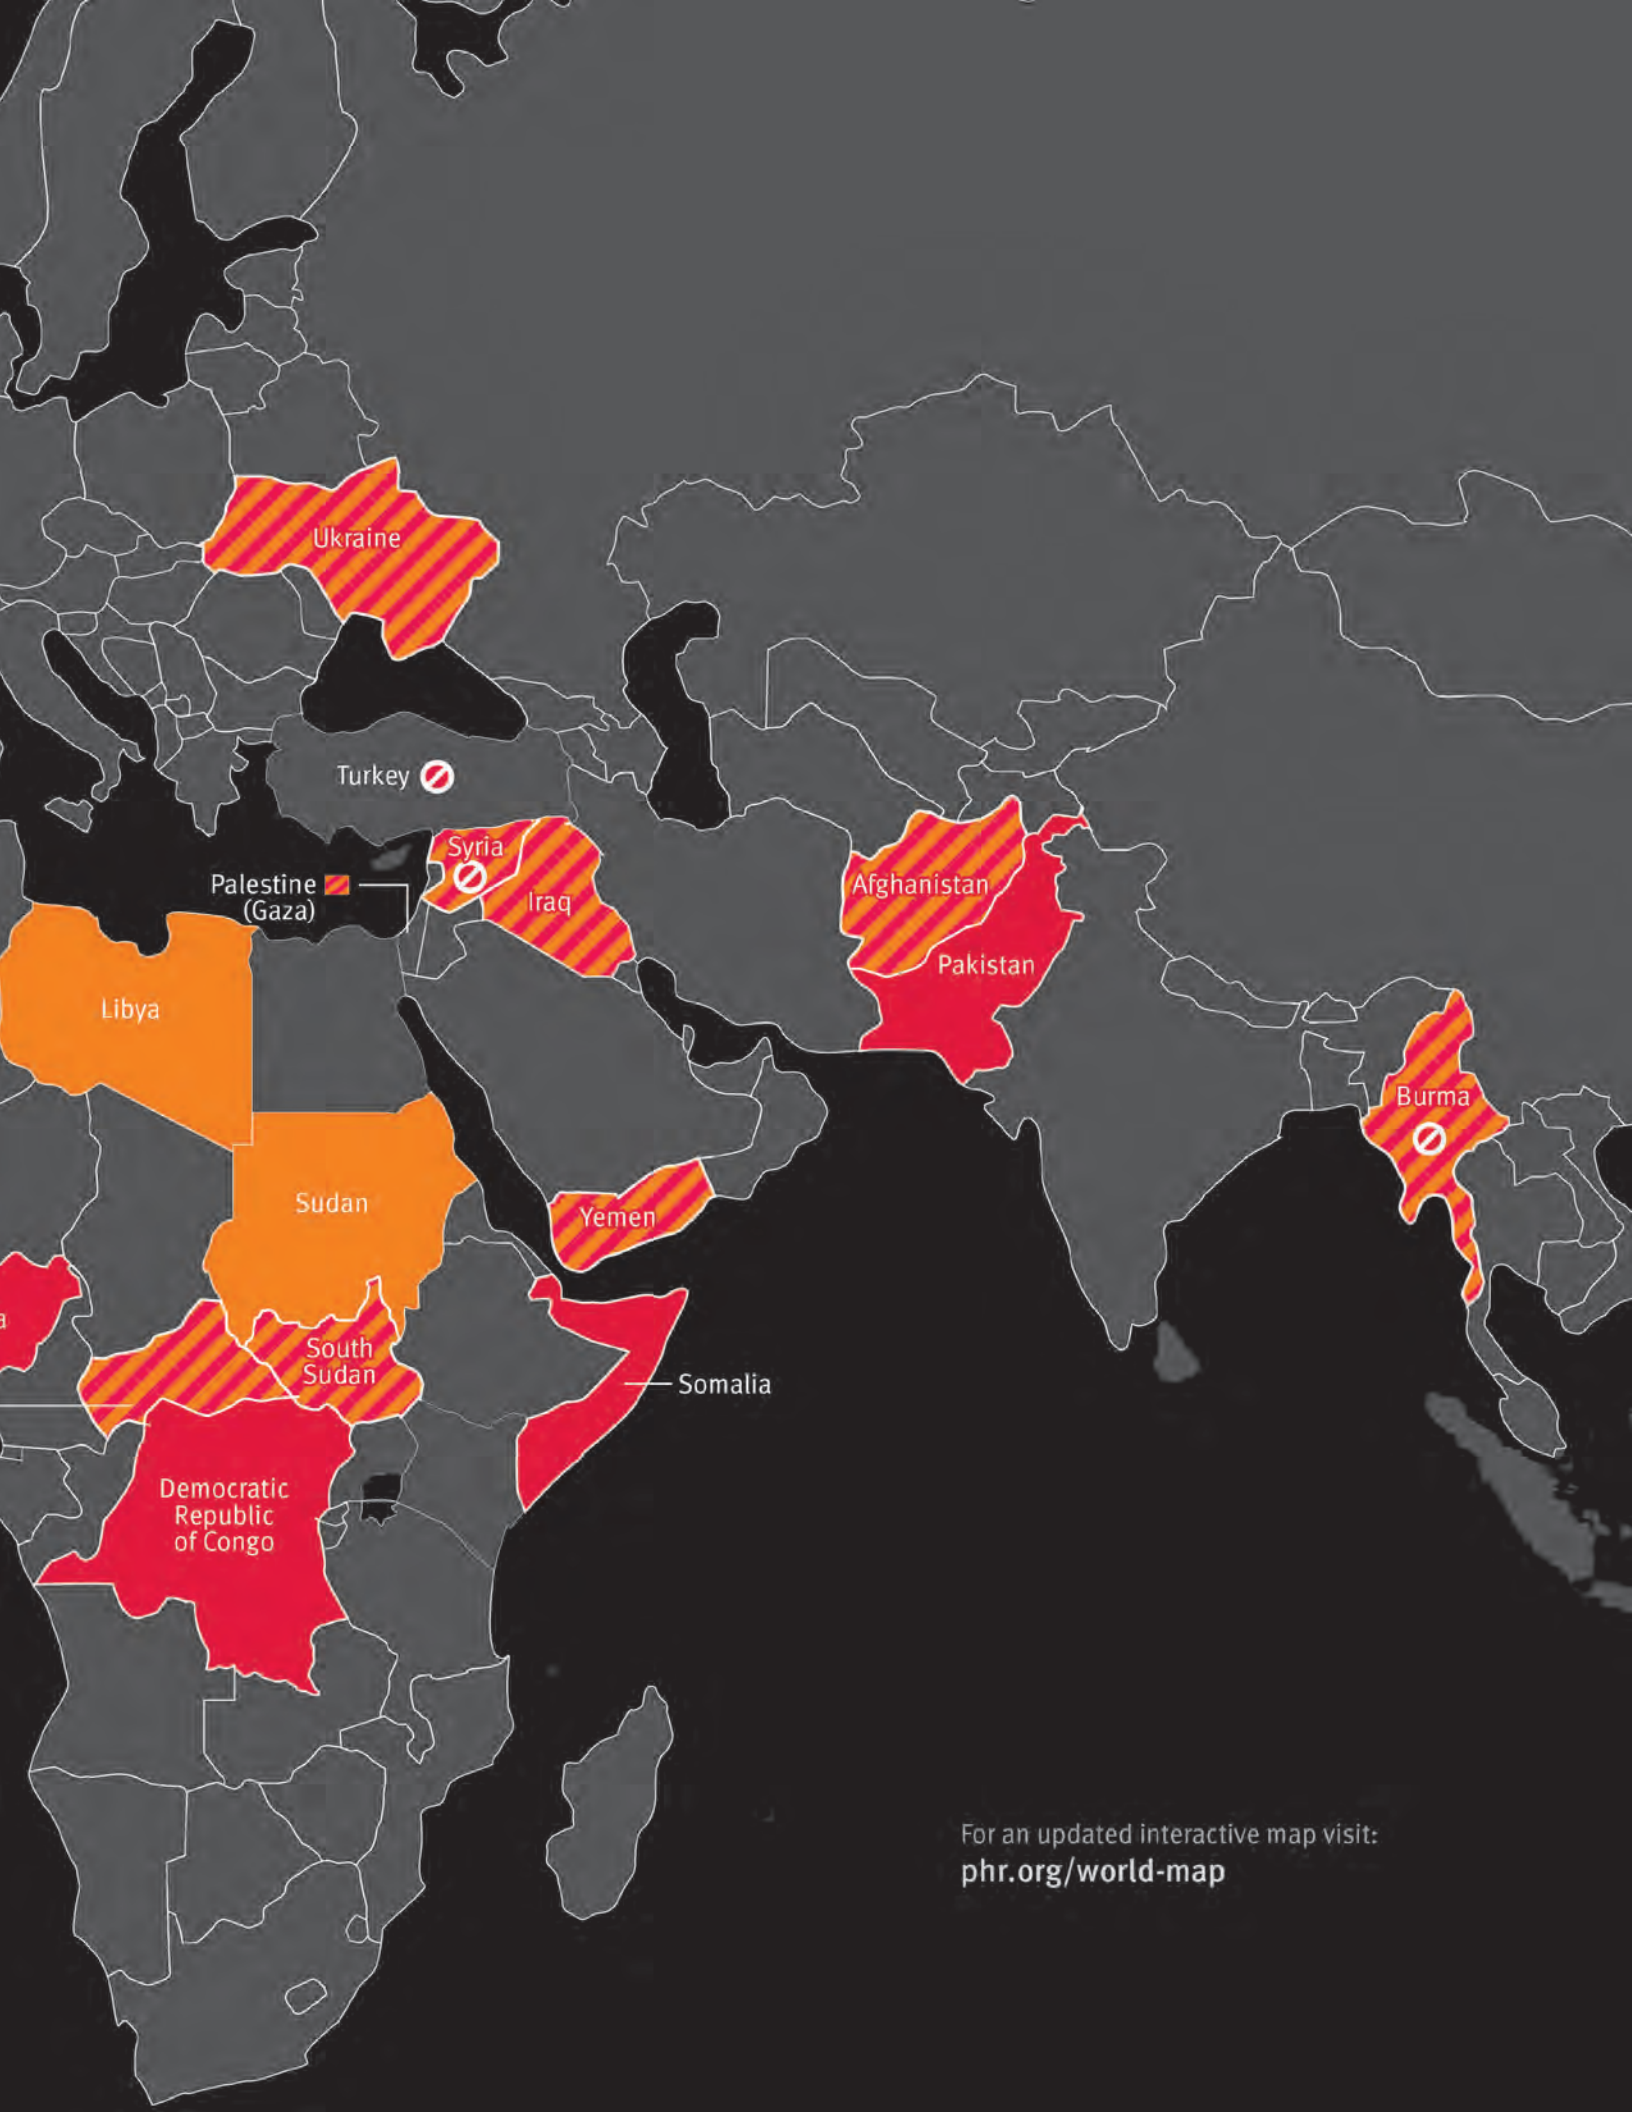 Ukraine
Turkey
Syria
Palestine
(Gaza)
Iraq
Afghanistan
Pakistan
Libya
Burma
Sudan
Yemen
a
South
Sudan
Somalia
Democratic
Republic
of Congo
For an updated interactive map visit:
phr.org/world-map